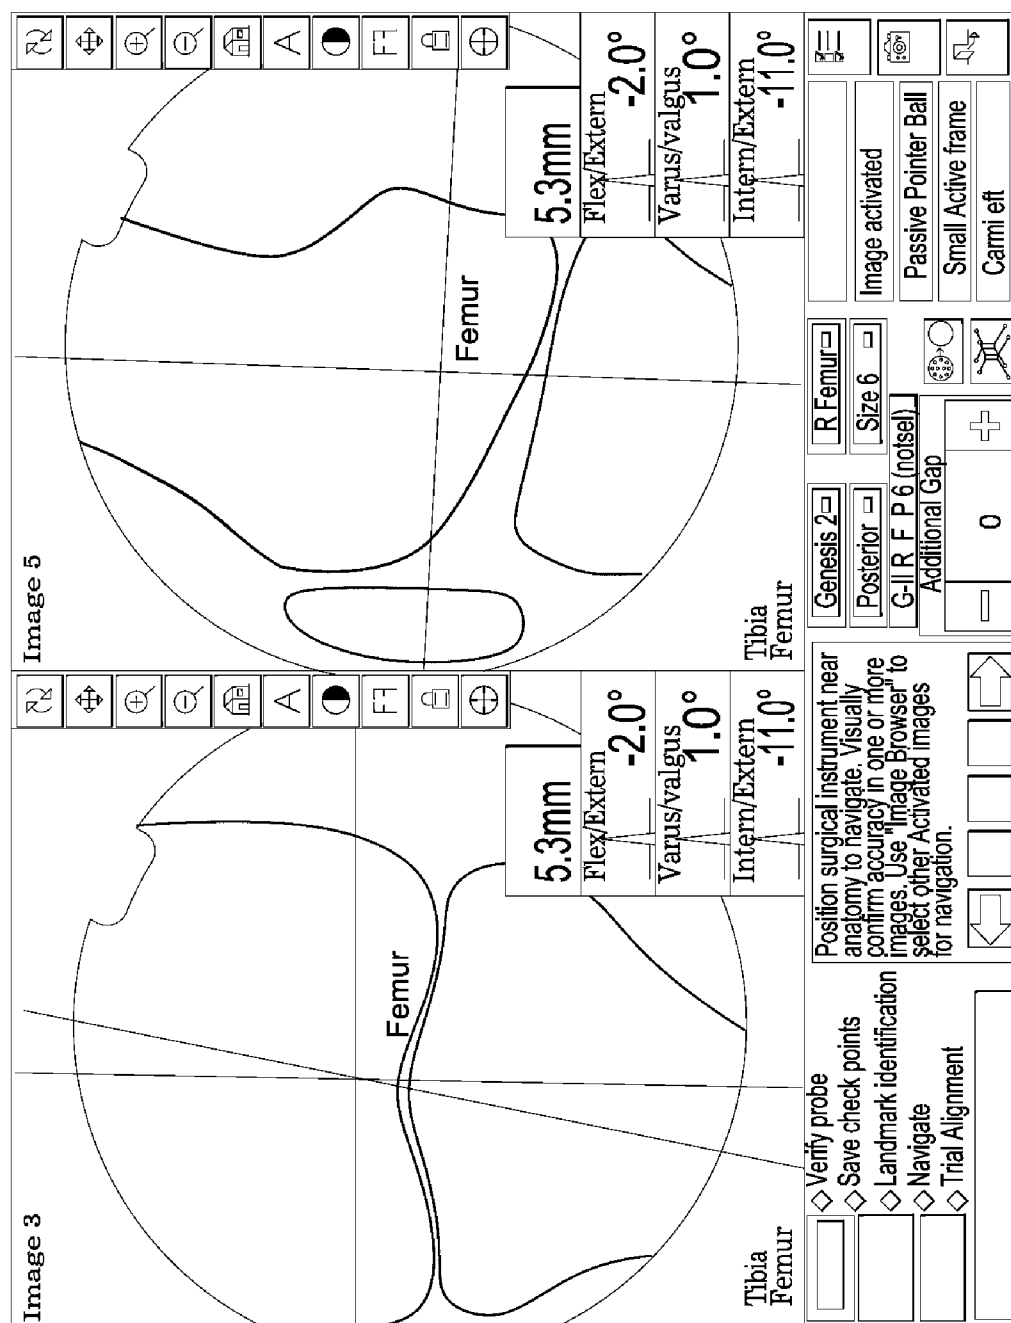 Image 3
A
Femur
5.3mm
Flex/Extern
-2.0°
Varus/valgus
1.0°
Intern/Extern
-11.0°
Tibia
Femur
Image 5
A
Femur
5.3mm
Flex/Extern
-2.0°
Varus/valgus
1.0°
Intern/Extern
-11.0°
Tibia
Femur
Verify probe
Save check points
Landmark identification
Navigate
Trial Alignment
Position surgical instrument near
anatomy to navigate. Visually
confirm accuracy in one or more
images. Use "Image Browser" to
select other Activated Images
for navigation.
Genesis 2
R Femur
Posterior
Size 6
G-II R F P 6 (notsel)
Additional Gap
0
Image activated
Passive Pointer Ball
Small Active frame
Carmi eft